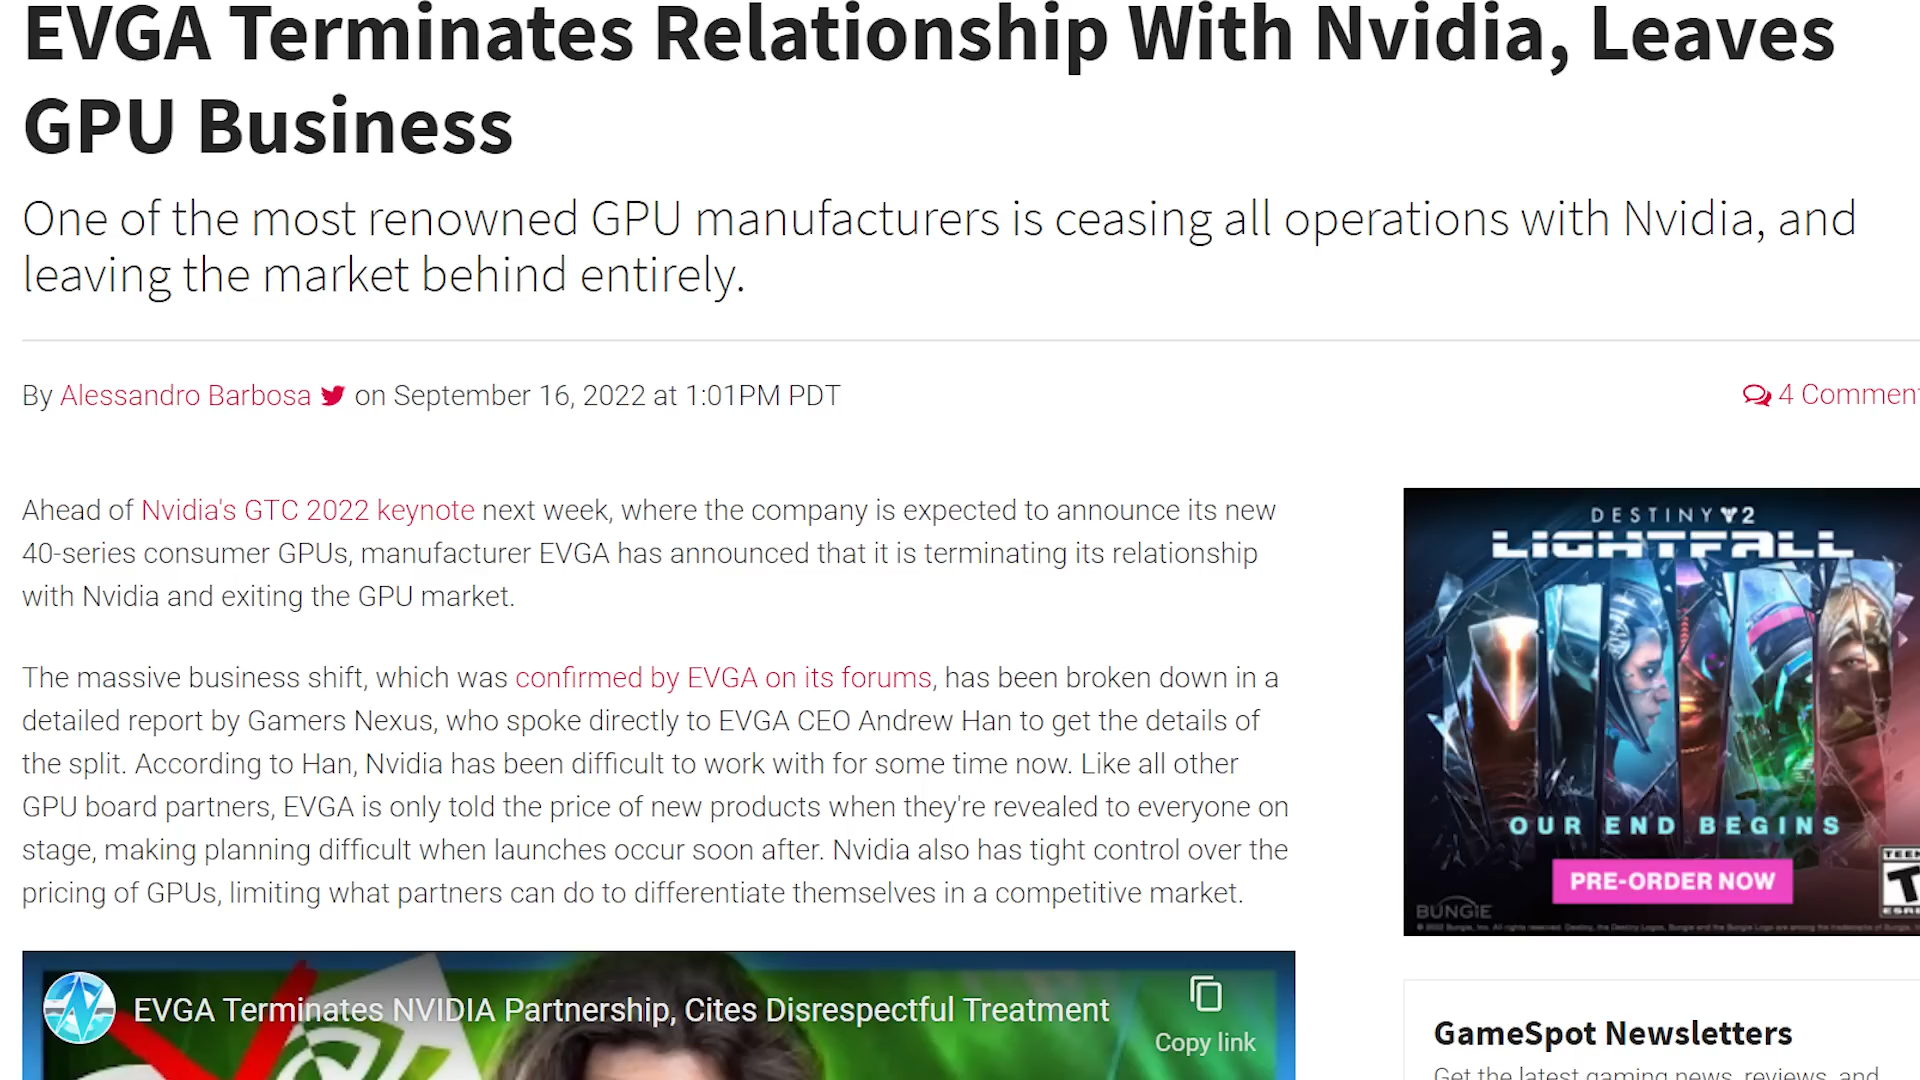 EVGA Terminates Relationship With Nvidia, Leaves
GPU Business
One of the most renowned GPU manufacturers is ceasing all operations with Nvidia, and
leaving the market behind entirely.
By Alessandro Barbosa on September 16, 2022 at 1:01PM PDT
4 Comment
Ahead of Nvidia's GTC 2022 keynote next week, where the company is expected to announce its new
40-series consumer GPUs, manufacturer EVGA has announced that it is terminating its relationship
with Nvidia and exiting the GPU market.
The massive business shift, which was confirmed by EVGA on its forums, has been broken down in a
detailed report by Gamers Nexus, who spoke directly to EVGA CEO Andrew Han to get the details of
the split. According to Han, Nvidia has been difficult to work with for some time now. Like all other
GPU board partners, EVGA is only told the price of new products when they're revealed to everyone on
stage, making planning difficult when launches occur soon after. Nvidia also has tight control over the
pricing of GPUs, limiting what partners can do to differentiate themselves in a competitive market.
EVGA Terminates NVIDIA Partnership, Cites Disrespectful Treatment
Copy link
DESTINY 2
LIGHTFALL
OUR END BEGINS
PRE-ORDER NOW
BUNGIE
TEEN
T
ESRB
GameSpot Newsletters
Get the latest gaming news, reviews, and